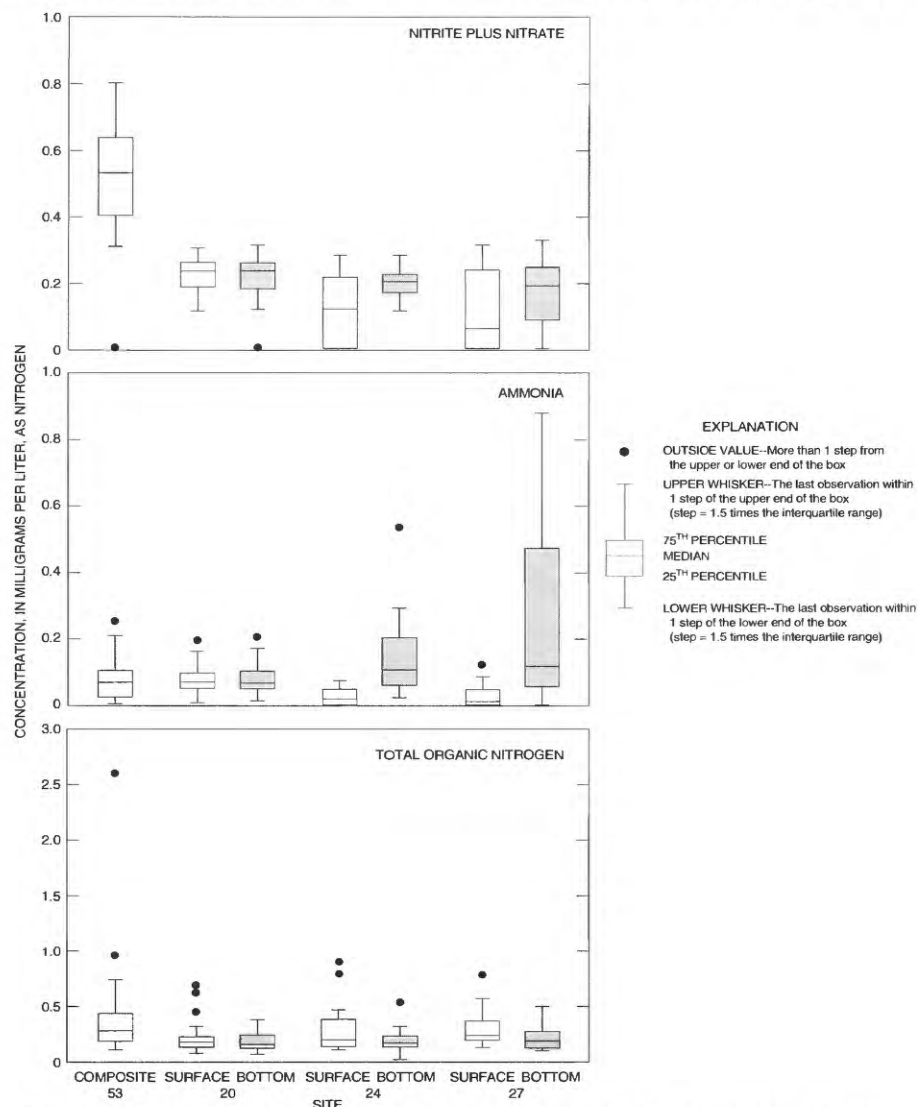 CONCENTRATION, IN MILLIGRAMS PER LITER, AS NITROGEN
1.0
NITRITE PLUS NITRATE
0.8
0.6
0.4
0.2
0
1.0
AMMONIA
0.8
0.6
0.4
0.2
0
3.0
TOTAL ORGANIC NITROGEN
2.5
2.0
1.5
1.0
0.5
0
COMPOSITE SURFACE BOTTOM SURFACE BOTTOM SURFACE BOTTOM
53 20 24 27
SITE
EXPLANATION
OUTSIDE VALUE--More than 1 step from
the upper or lower end of the box
UPPER WHISKER--The last observation within
1 step of the upper end of the box
(step = 1.5 times the interquartile range)
75TH PERCENTILE
MEDIAN
25TH PERCENTILE
LOWER WHISKER--The last observation within
1 step of the lower end of the box
(step = 1.5 times the interquartile range)